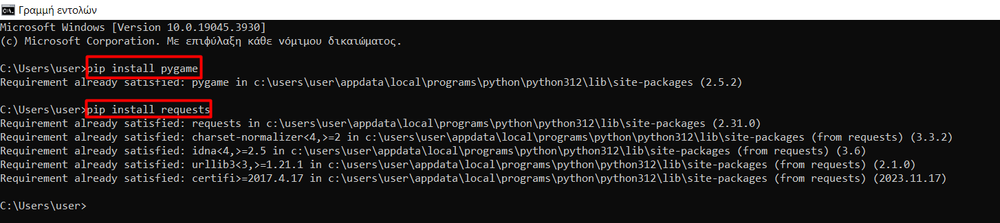 Γραμμή εντολών
Microsoft Windows [Version 10.0.19045.3930]
(c) Microsoft Corporation. Με επιφύλαξη κάθε νόμιμου δικαιώματος.
C:\Users\user>pip install pygame
Requirement already satisfied: pygame in c:\users\user\appdata\local\programs\python\python312\lib\site-packages (2.5.2)
C:\Users\user>pip install requests
Requirement already satisfied: requests in c:\users\user\appdata\local\programs\python\python312\lib\site-packages (2.31.0)
Requirement already satisfied: charset-normalizer<4,>=2 in c:\users\user\appdata\local\programs\python\python312\lib\site-packages (from requests) (3.3.2)
Requirement already satisfied: idna<4,>=2.5 in c:\users\user\appdata\local\programs\python\python312\lib\site-packages (from requests) (3.6)
Requirement already satisfied: urllib3<3,>=1.21.1 in c:\users\user\appdata\local\programs\python\python312\lib\site-packages (from requests) (2.1.0)
Requirement already satisfied: certifi>=2017.4.17 in c:\users\user\appdata\local\programs\python\python312\lib\site-packages (from requests) (2023.11.17)
C:\Users\user>